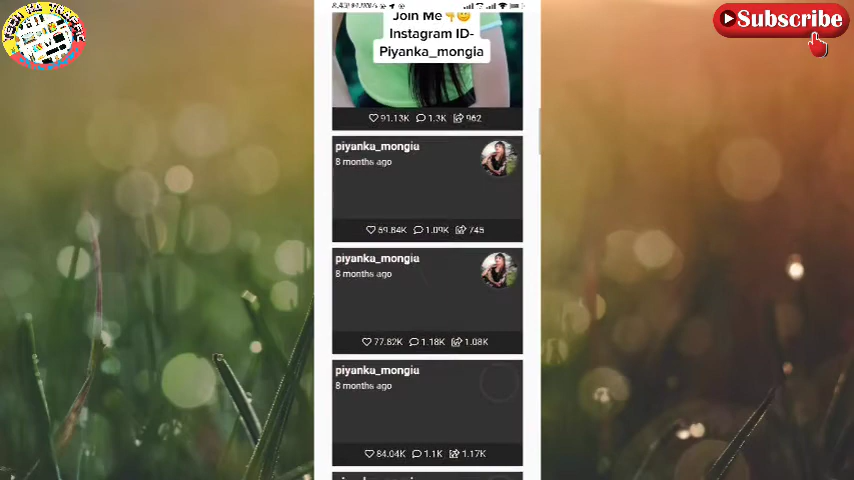 Subscribe
Join Me👇🙂
Instagram ID-
Piyanka_mongia
91.13K 1.3K 962
piyanka_mongia
8 months ago
1.09K 745
piyanka_mongia
8 months ago
77.82K 1.18K 1.08K
piyanka_mongia
8 months ago
84.04K 1.1K 1.17K